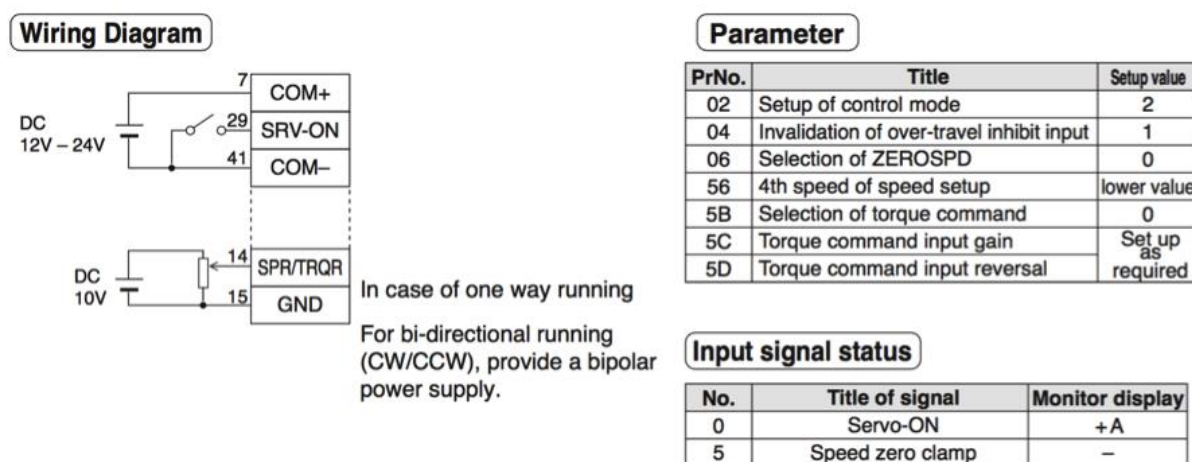 Wiring Diagram
7
COM+
DC
12V – 24V
29
SRV-ON
41
COM–
DC
10V
14
SPR/TRQR
15
GND
In case of one way running
For bi-directional running
(CW/CCW), provide a bipolar
power supply.
Parameter
PrNo. Title Setup value
02 Setup of control mode 2
04 Invalidation of over-travel inhibit input 1
06 Selection of ZEROSPD 0
56 4th speed of speed setup lower value
5B Selection of torque command 0
5C Torque command input gain Set up as required
5D Torque command input reversal
Input signal status
No. Title of signal Monitor display
0 Servo-ON +A
5 Speed zero clamp –